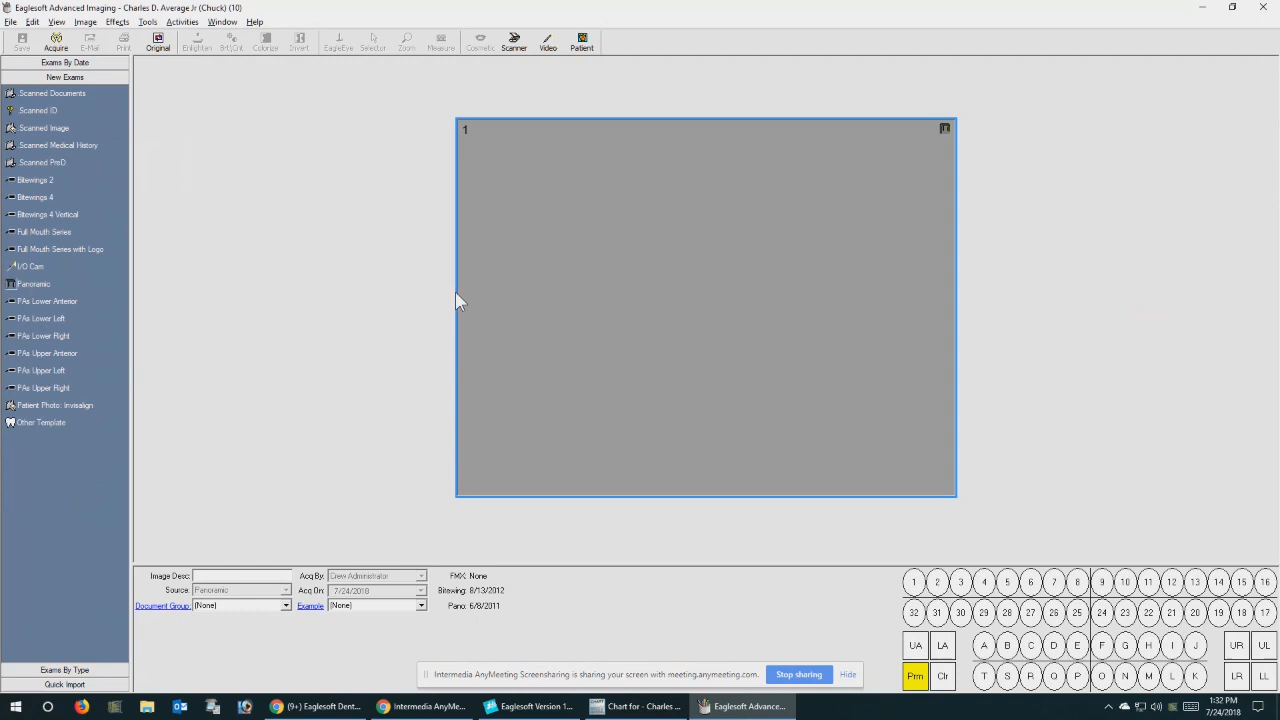 Eaglesoft Advanced Imaging - Charles D. Average Jr (Chuck) (10)
File Edit View Image Effects Tools Activities Window Help
Save Acquire E-Mail Print Original Enlighten Brt\Cnt Colorize Invert EagleEye Selector Zoom Measure Cosmetic Scanner Video Patient
Exams By Date
New Exams
.Scanned Documents
.Scanned ID
.Scanned Image
.Scanned Medical History
.Scanned PreD
Bitewings 2
Bitewings 4
Bitewings 4 Vertical
Full Mouth Series
Full Mouth Series with Logo
I/O Cam
Panoramic
PAs Lower Anterior
PAs Lower Left
PAs Lower Right
PAs Upper Anterior
PAs Upper Left
PAs Upper Right
Patient Photo: Invisalign
Other Template
Exams By Type
Quick Import
1
Image Desc: Acq By: Drew Administrator FMX: None
Source: Panoramic Acq On: 7/24/2018 Bitewing: 8/13/2012
Document Group: (None) Example (None) Pano: 6/8/2011
1 2 3 4 5 6 7 8 9 10 11 12 13 14 15 16
32 31 30 29 28 27 26 25 24 23 22 21 20 19 18 17
UA LA A B C D E F G H I J UR UL
Prm Clr T R Q P O N M L K LL
Intermedia AnyMeeting Screensharing is sharing your screen with meeting.anymeeting.com. Stop sharing Hide
(9+) Eaglesoft Dent... Intermedia AnyMe... Eaglesoft Version 1... Chart for - Charles ... Eaglesoft Advance...
1:32 PM
7/24/2018